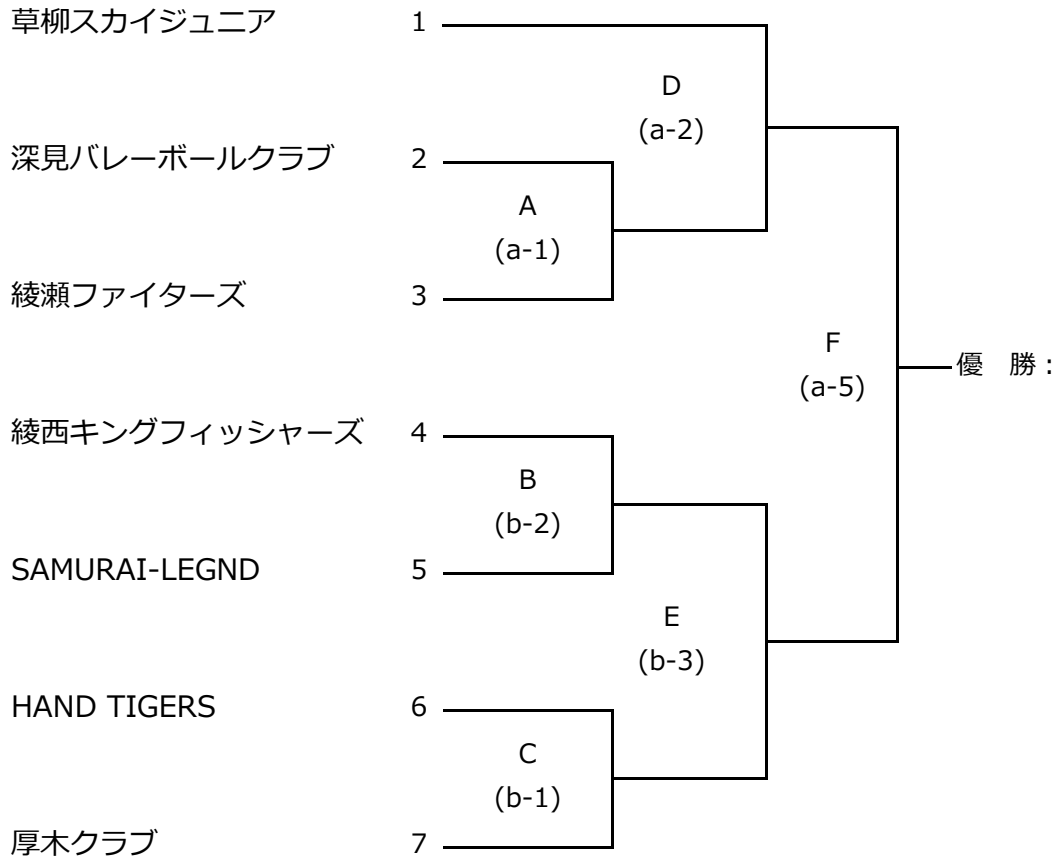 草柳スカイジュニア 1
D
(a-2)
深見バレーボールクラブ 2
A
(a-1)
綾瀬ファイターズ 3
F
(a-5)
優 勝：
綾西キングフィッシャーズ 4
B
(b-2)
SAMURAI-LEGND 5
E
(b-3)
HAND TIGERS 6
C
(b-1)
厚木クラブ 7